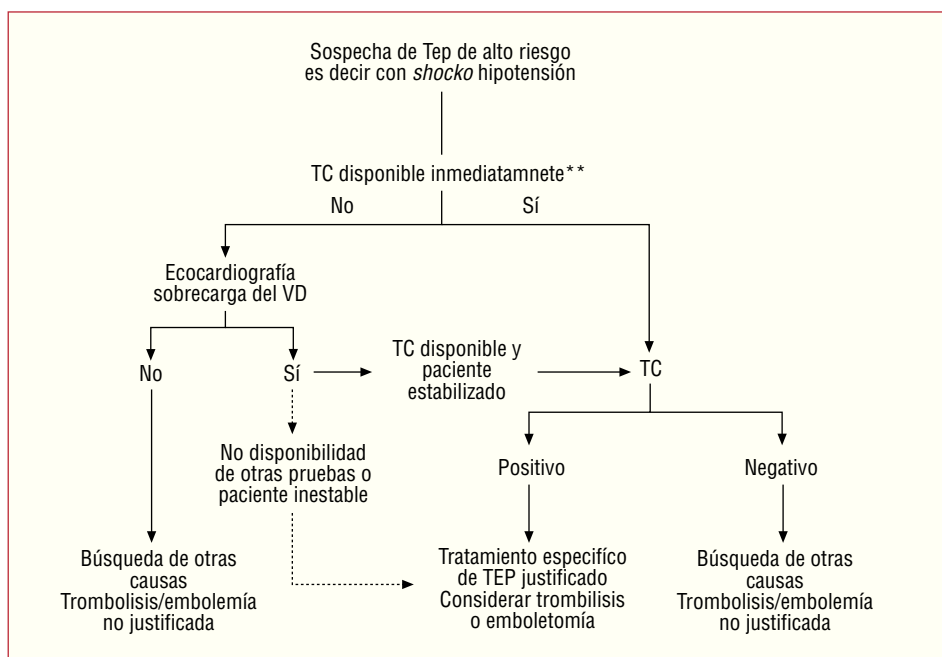 Sospecha de Tep de alto riesgo
es decir con shocko hipotensión
TC disponible inmediatamnete**
No
Sí
Ecocardiografía
sobrecarga del VD
No
Sí
TC disponible y
paciente
estabilizado
TC
No disponibilidad
de otras pruebas o
paciente inestable
Positivo
Negativo
Búsqueda de otras
causas
Trombolisis/embolemía
no justificada
Tratamiento especifíco
de TEP justificado
Considerar trombilisis
o emboletomía
Búsqueda de otras
causas
Trombolisis/embolemía
no justificada